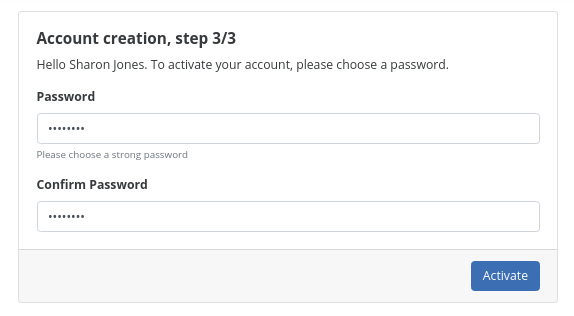 Account creation, step 3/3
Hello Sharon Jones. To activate your account, please choose a password.
Password
••••••••
Please choose a strong password
Confirm Password
••••••••
Activate